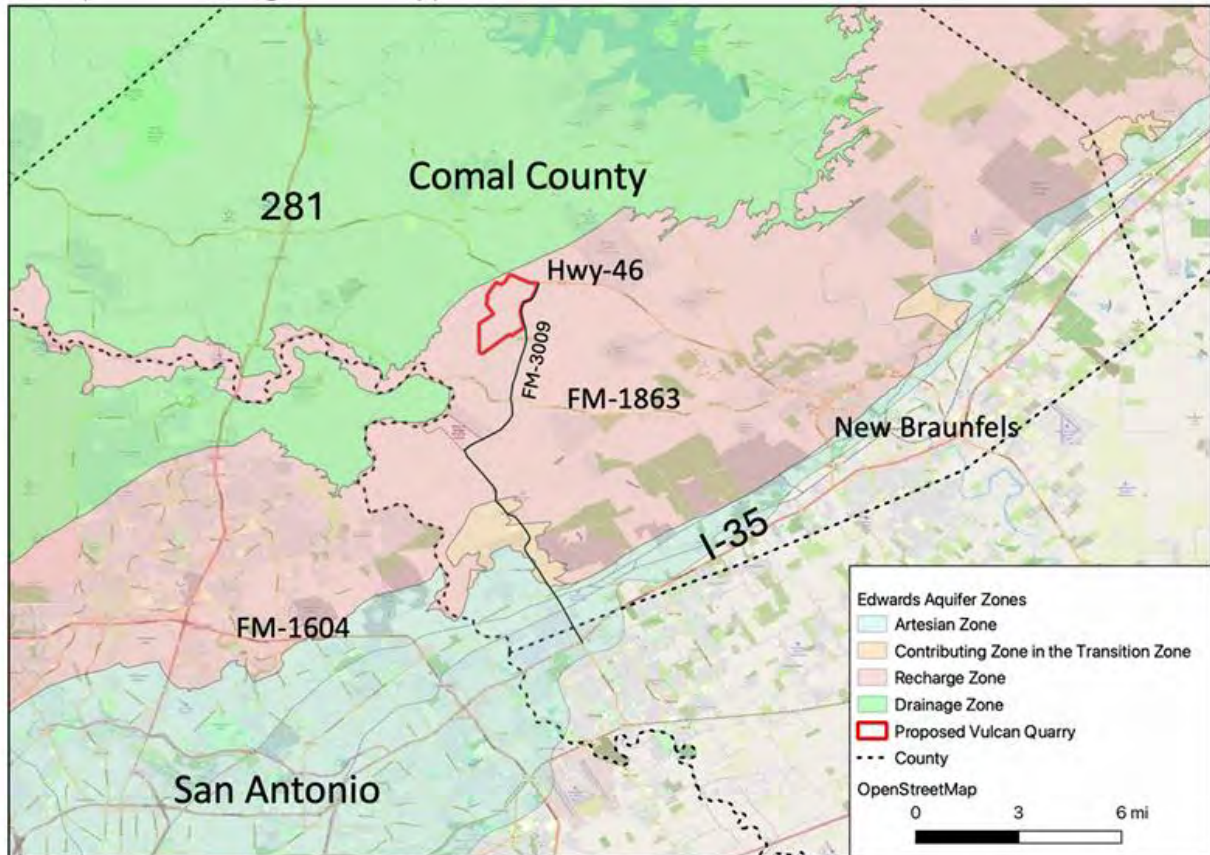 Comal County
281
Hwy-46
FM-3009
FM-1863
New Braunfels
I-35
FM-1604
San Antonio
Edwards Aquifer Zones
Artesian Zone
Contributing Zone in the Transition Zone
Recharge Zone
Drainage Zone
Proposed Vulcan Quarry
County
OpenStreetMap
0 3 6 mi